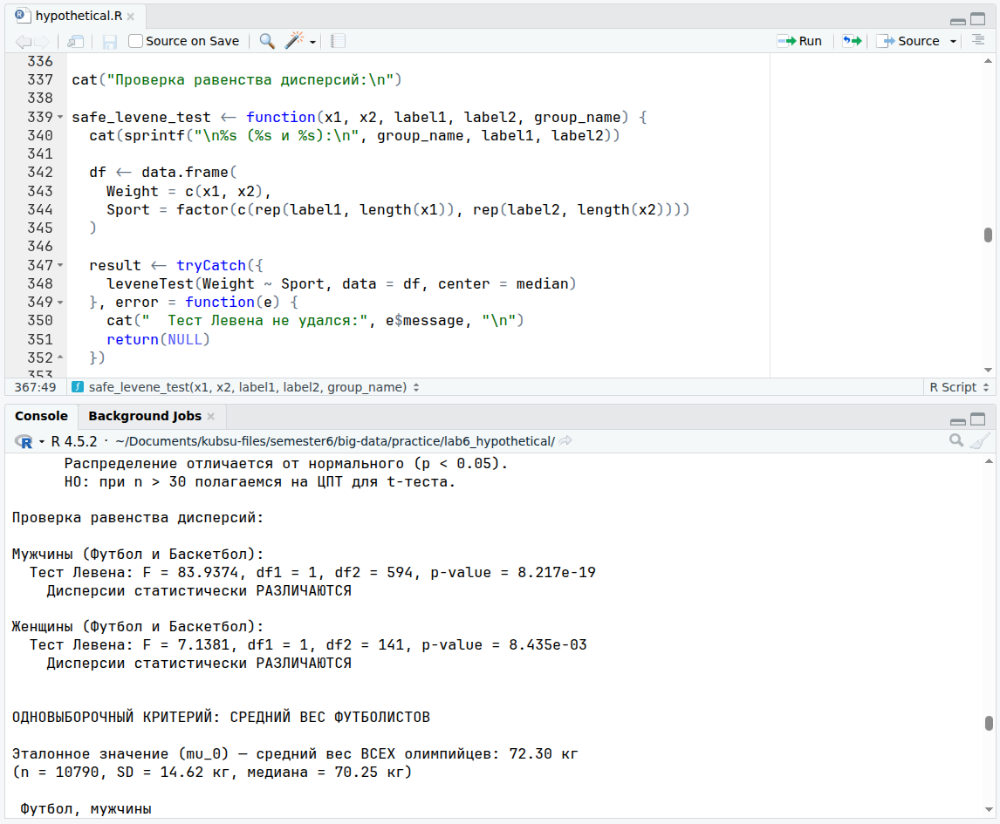 hypothetical.R
Source on Save
Run
Source
336
337 cat("Проверка равенства дисперсий:\n")
338
339 safe_levene_test <- function(x1, x2, label1, label2, group_name) {
340 cat(sprintf("\n%s (%s и %s):\n", group_name, label1, label2))
341
342 df <- data.frame(
343 Weight = c(x1, x2),
344 Sport = factor(c(rep(label1, length(x1)), rep(label2, length(x2))))
345 )
346
347 result <- tryCatch({
348 leveneTest(Weight ~ Sport, data = df, center = median)
349 }, error = function(e) {
350 cat("  Тест Левена не удался:", e$message, "\n")
351 return(NULL)
352 })
353
367:49 safe_levene_test(x1, x2, label1, label2, group_name) R Script
Console Background Jobs
R 4.5.2 · ~/Documents/kubsu-files/semester6/big-data/practice/lab6_hypothetical/
Распределение отличается от нормального (p < 0.05).
НО: при n > 30 полагаемся на ЦПТ для t-теста.
Проверка равенства дисперсий:
Мужчины (Футбол и Баскетбол):
Тест Левена: F = 83.9374, df1 = 1, df2 = 594, p-value = 8.217e-19
Дисперсии статистически РАЗЛИЧАЮТСЯ
Женщины (Футбол и Баскетбол):
Тест Левена: F = 7.1381, df1 = 1, df2 = 141, p-value = 8.435e-03
Дисперсии статистически РАЗЛИЧАЮТСЯ
ОДНОВЫБОРОЧНЫЙ КРИТЕРИЙ: СРЕДНИЙ ВЕС ФУТБОЛИСТОВ
Эталонное значение (mu_0) — средний вес ВСЕХ олимпийцев: 72.30 кг
(n = 10790, SD = 14.62 кг, медиана = 70.25 кг)
Футбол, мужчины